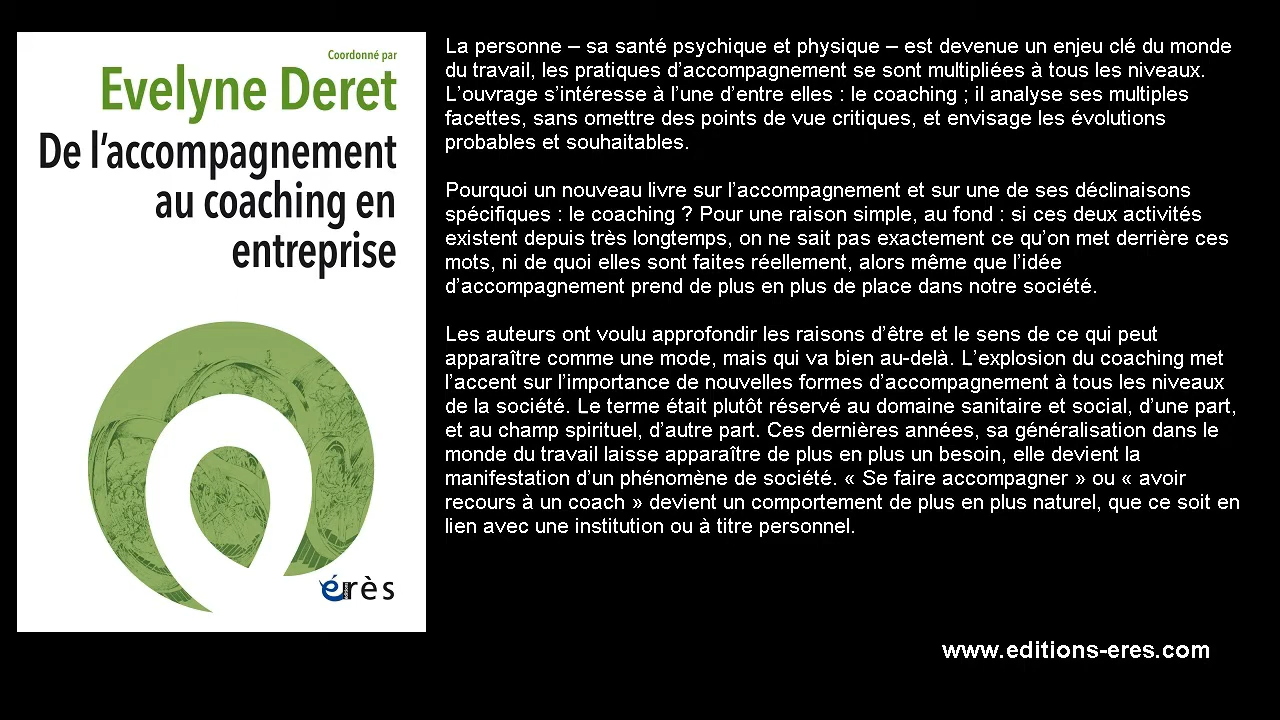 Coordonné par
Evelyne Deret
De l’accompagnement
au coaching en
entreprise
érès
La personne – sa santé psychique et physique – est devenue un enjeu clé du monde
du travail, les pratiques d’accompagnement se sont multipliées à tous les niveaux.
L’ouvrage s’intéresse à l’une d’entre elles : le coaching ; il analyse ses multiples
facettes, sans omettre des points de vue critiques, et envisage les évolutions
probables et souhaitables.
Pourquoi un nouveau livre sur l’accompagnement et sur une de ses déclinaisons
spécifiques : le coaching ? Pour une raison simple, au fond : si ces deux activités
existent depuis très longtemps, on ne sait pas exactement ce qu’on met derrière ces
mots, ni de quoi elles sont faites réellement, alors même que l’idée
d’accompagnement prend de plus en plus de place dans notre société.
Les auteurs ont voulu approfondir les raisons d’être et le sens de ce qui peut
apparaître comme une mode, mais qui va bien au-delà. L’explosion du coaching met
l’accent sur l’importance de nouvelles formes d’accompagnement à tous les niveaux
de la société. Le terme était plutôt réservé au domaine sanitaire et social, d’une part,
et au champ spirituel, d’autre part. Ces dernières années, sa généralisation dans le
monde du travail laisse apparaître de plus en plus un besoin, elle devient la
manifestation d’un phénomène de société. « Se faire accompagner » ou « avoir
recours à un coach » devient un comportement de plus en plus naturel, que ce soit en
lien avec une institution ou à titre personnel.
www.editions-eres.com